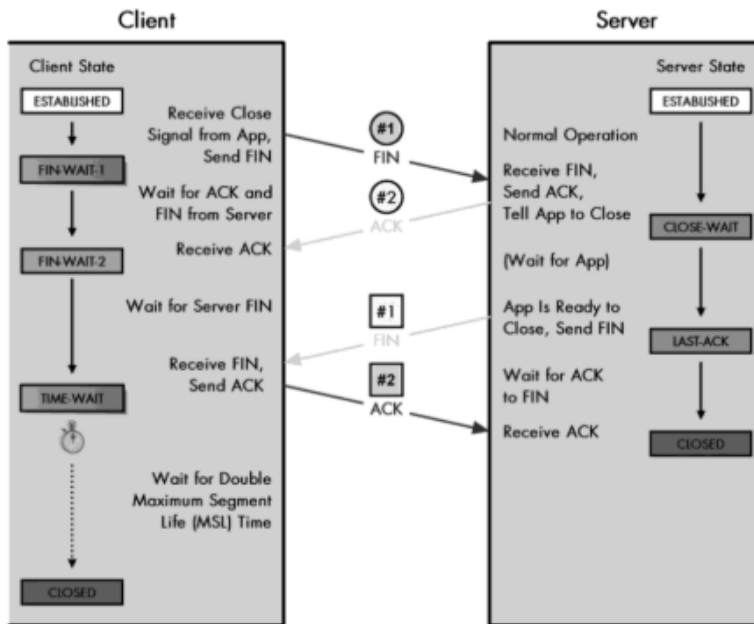 Client
Server
Client State
ESTABLISHED
Receive Close
Signal from App,
Send FIN
FIN-WAIT-1
Wait for ACK and
FIN from Server
Receive ACK
FIN-WAIT-2
Wait for Server FIN
Receive FIN,
Send ACK
TIME-WAIT
Wait for Double
Maximum Segment
Life (MSL) Time
CLOSED
#1
FIN
#2
ACK
#1
FIN
#2
ACK
Server State
ESTABLISHED
Normal Operation
Receive FIN,
Send ACK,
Tell App to Close
CLOSE-WAIT
(Wait for App)
App Is Ready to
Close, Send FIN
LAST-ACK
Wait for ACK
to FIN
Receive ACK
CLOSED